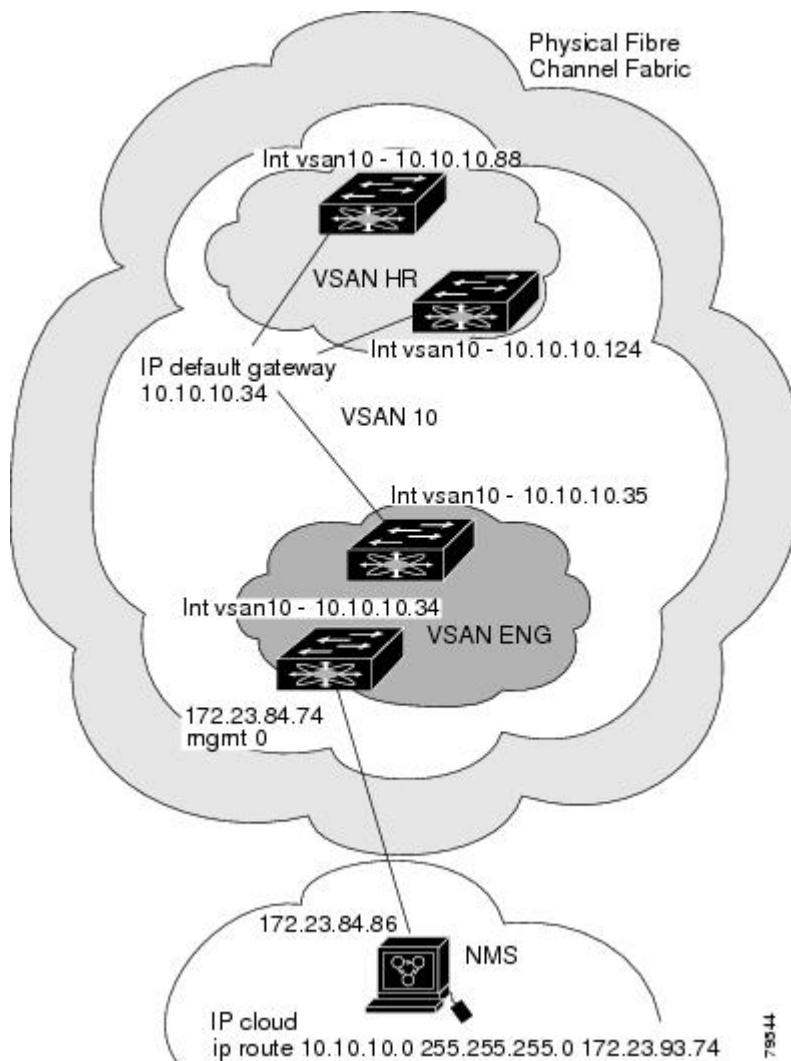 Physical Fibre
Channel Fabric
Int vsan10 - 10.10.10.88
VSAN HR
Int vsan10 - 10.10.10.124
IP default gateway
10.10.10.34
VSAN 10
Int vsan10 - 10.10.10.35
Int vsan10 - 10.10.10.34
VSAN ENG
172.23.84.74
mgmt 0
172.23.84.86
NMS
IP cloud
ip route 10.10.10.0 255.255.255.0 172.23.93.74
79544